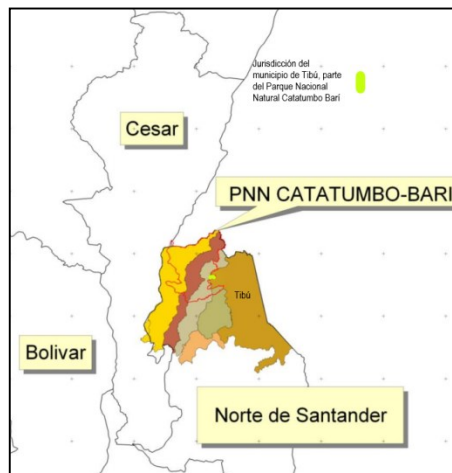 Jurisdicción del
municipio de Tibú, parte
del Parque Nacional
Natural Catatumbo Barí
Cesar
PNN CATATUMBO-BARI
Tibú
Bolivar
Norte de Santander